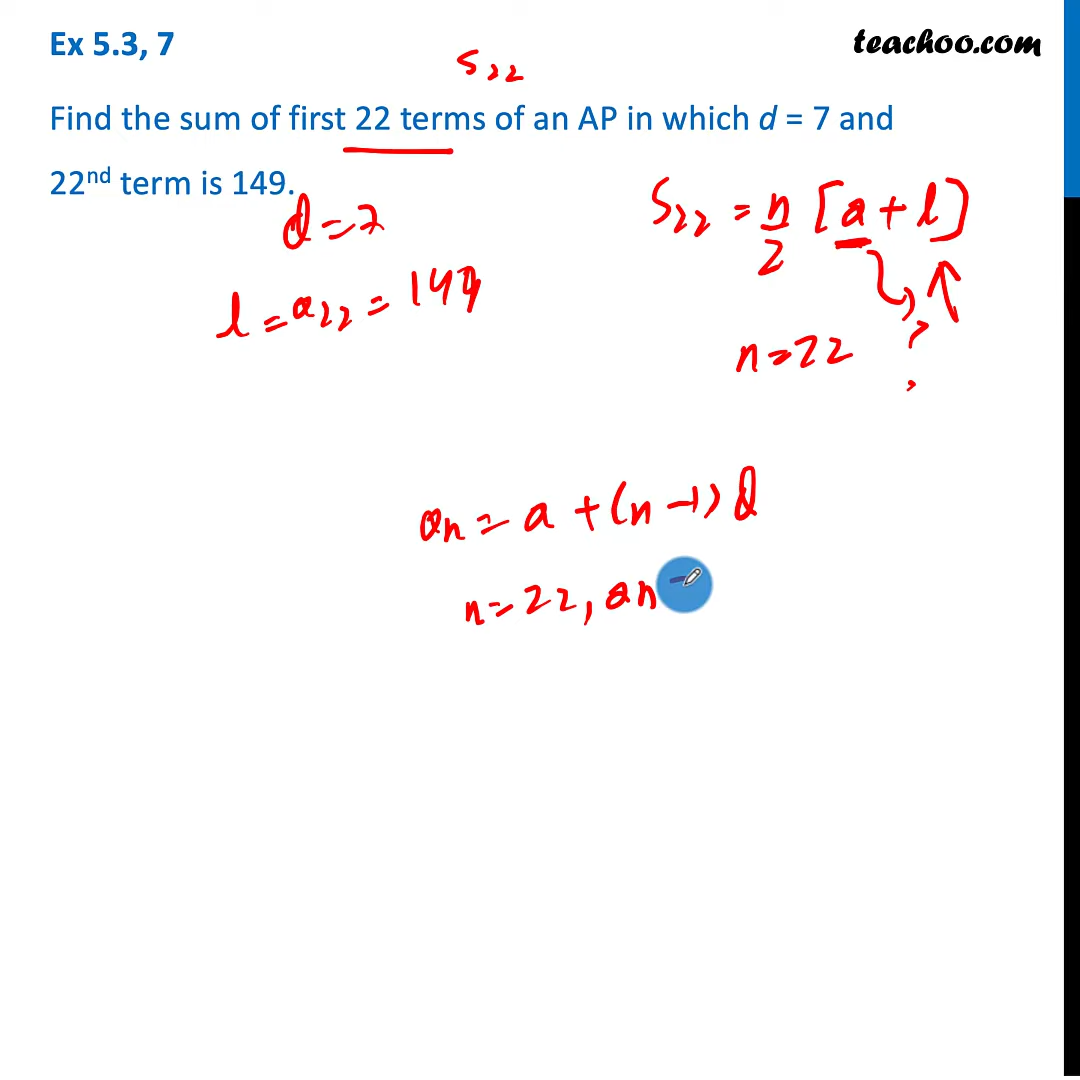 Ex 5.3, 7
teachoo.com
S22
Find the sum of first 22 terms of an AP in which d = 7 and
22nd term is 149.
d=7
S22 = n/2 [a + l]
l = a22 = 149
n=22
?
an = a + (n-1) d
n=22, an